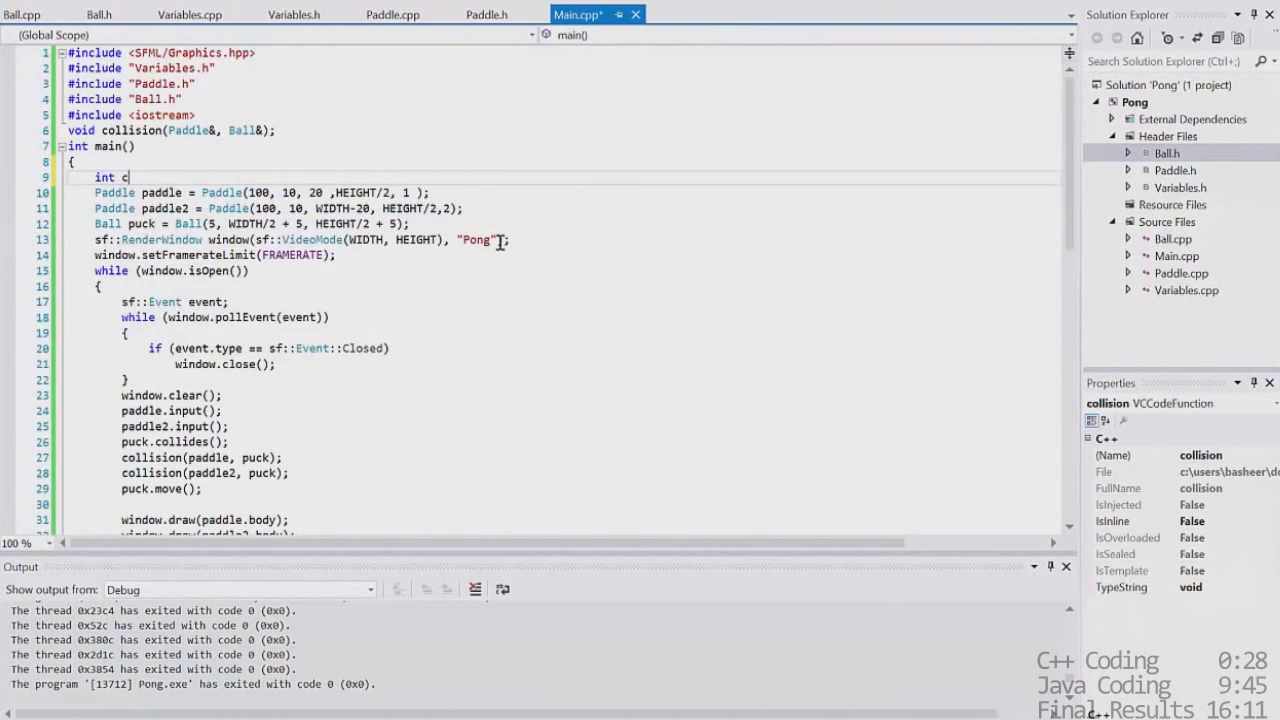 Ball.cpp Ball.h Variables.cpp Variables.h Paddle.cpp Paddle.h Main.cpp*
(Global Scope) main()
1 #include <SFML/Graphics.hpp>
2 #include "Variables.h"
3 #include "Paddle.h"
4 #include "Ball.h"
5 #include <iostream>
6 void collision(Paddle&, Ball&);
7 int main()
8 {
9 int c
10 Paddle paddle = Paddle(100, 10, 20 ,HEIGHT/2, 1 );
11 Paddle paddle2 = Paddle(100, 10, WIDTH-20, HEIGHT/2,2);
12 Ball puck = Ball(5, WIDTH/2 + 5, HEIGHT/2 + 5);
13 sf::RenderWindow window(sf::VideoMode(WIDTH, HEIGHT), "Pong");
14 window.setFramerateLimit(FRAMERATE);
15 while (window.isOpen())
16 {
17 sf::Event event;
18 while (window.pollEvent(event))
19 {
20 if (event.type == sf::Event::Closed)
21 window.close();
22 }
23 window.clear();
24 paddle.input();
25 paddle2.input();
26 puck.collides();
27 collision(paddle, puck);
28 collision(paddle2, puck);
29 puck.move();
30
31 window.draw(paddle.body);
100 %
Output
Show output from: Debug
The thread 0x23c4 has exited with code 0 (0x0).
The thread 0x52c has exited with code 0 (0x0).
The thread 0x380c has exited with code 0 (0x0).
The thread 0x2d1c has exited with code 0 (0x0).
The thread 0x3854 has exited with code 0 (0x0).
The program '[13712] Pong.exe' has exited with code 0 (0x0).
Solution Explorer
Search Solution Explorer (Ctrl+;)
Solution 'Pong' (1 project)
Pong
External Dependencies
Header Files
Ball.h
Paddle.h
Variables.h
Resource Files
Source Files
Ball.cpp
Main.cpp
Paddle.cpp
Variables.cpp
Properties
collision VCCodeFunction
C++
(Name) collision
File c:\users\basheer\do
FullName collision
IsInjected False
IsInline False
IsOverloaded False
IsSealed False
IsTemplate False
TypeString void
C++ Coding 0:28
Java Coding 9:45
Final Results 16:11
C++